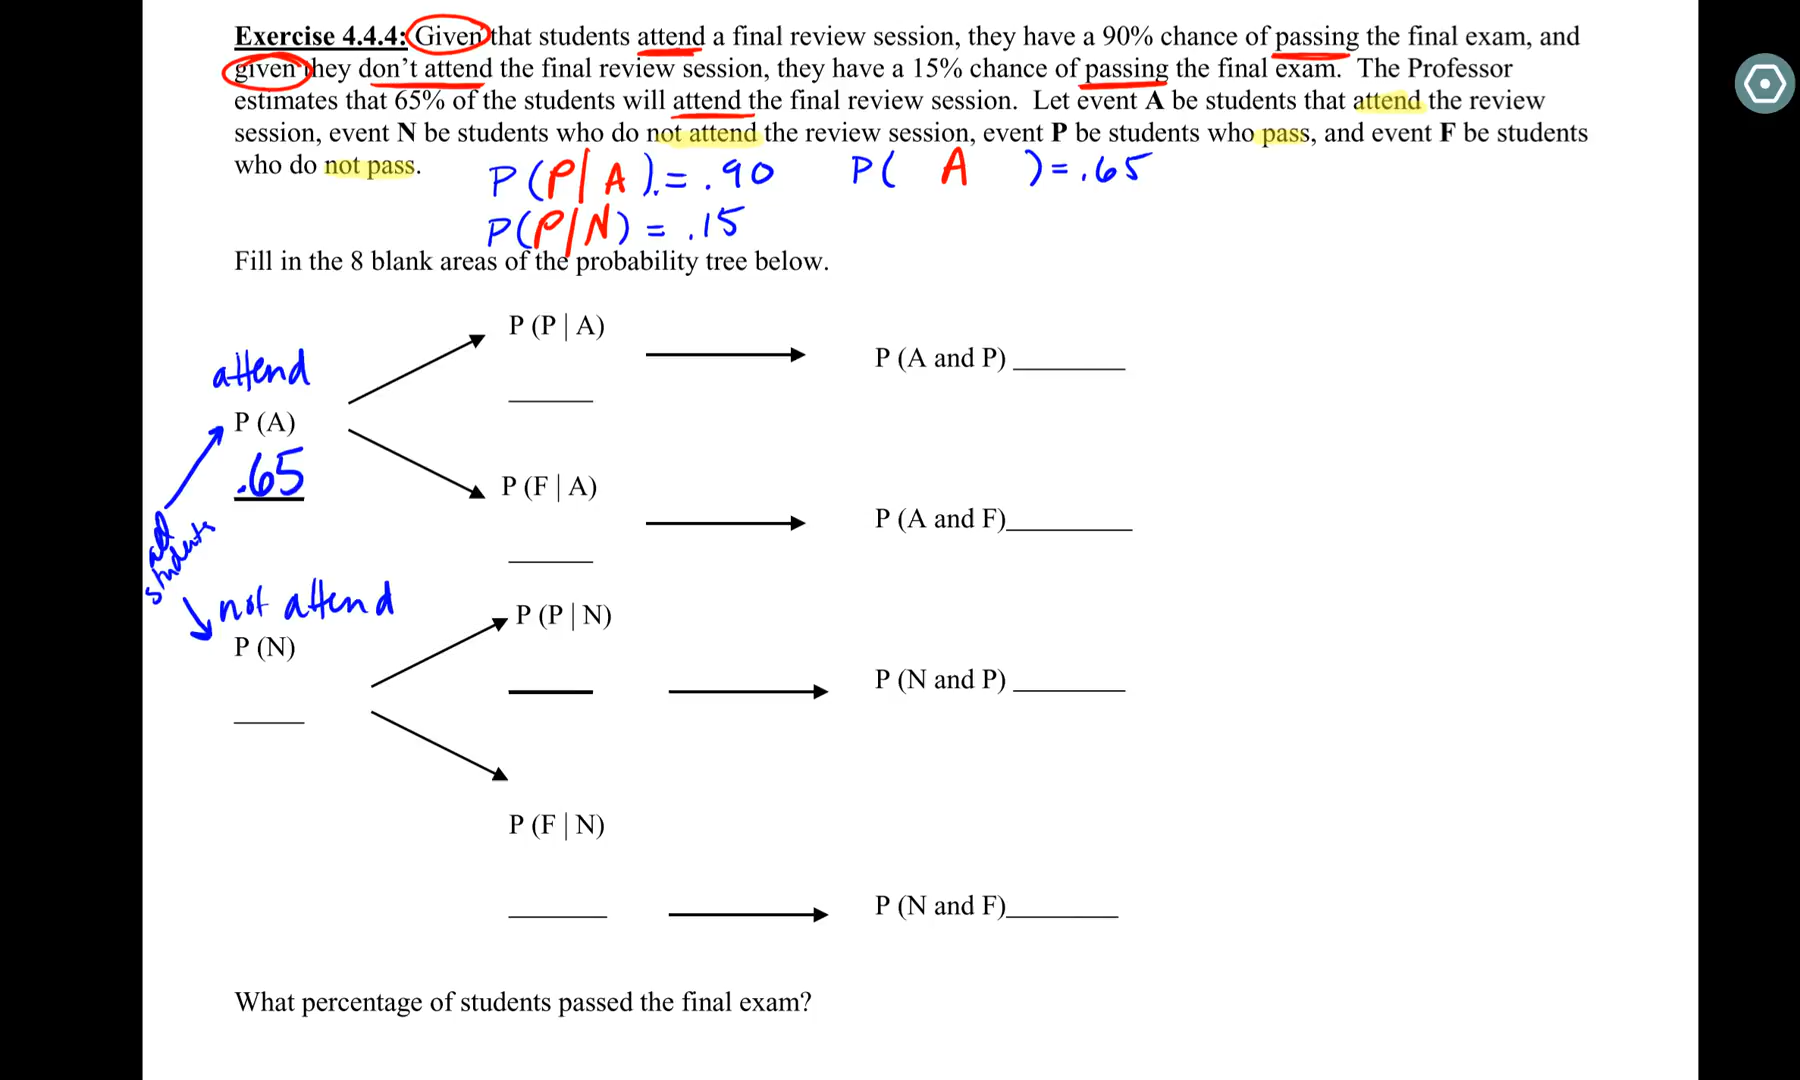 Exercise 4.4.4: Given that students attend a final review session, they have a 90% chance of passing the final exam, and
given they don’t attend the final review session, they have a 15% chance of passing the final exam.  The Professor
estimates that 65% of the students will attend the final review session.  Let event A be students that attend the review
session, event N be students who do not attend the review session, event P be students who pass, and event F be students
who do not pass.
P(P|A) = .90
P( A ) = .65
P(P|N) = .15
Fill in the 8 blank areas of the probability tree below.
P (P | A)
attend
P (A and P) ________
P (A)
.65
P (F | A)
P (A and F)_________
all
students
not attend
P (P | N)
P (N)
P (N and P) ________
P (F | N)
P (N and F)________
What percentage of students passed the final exam?